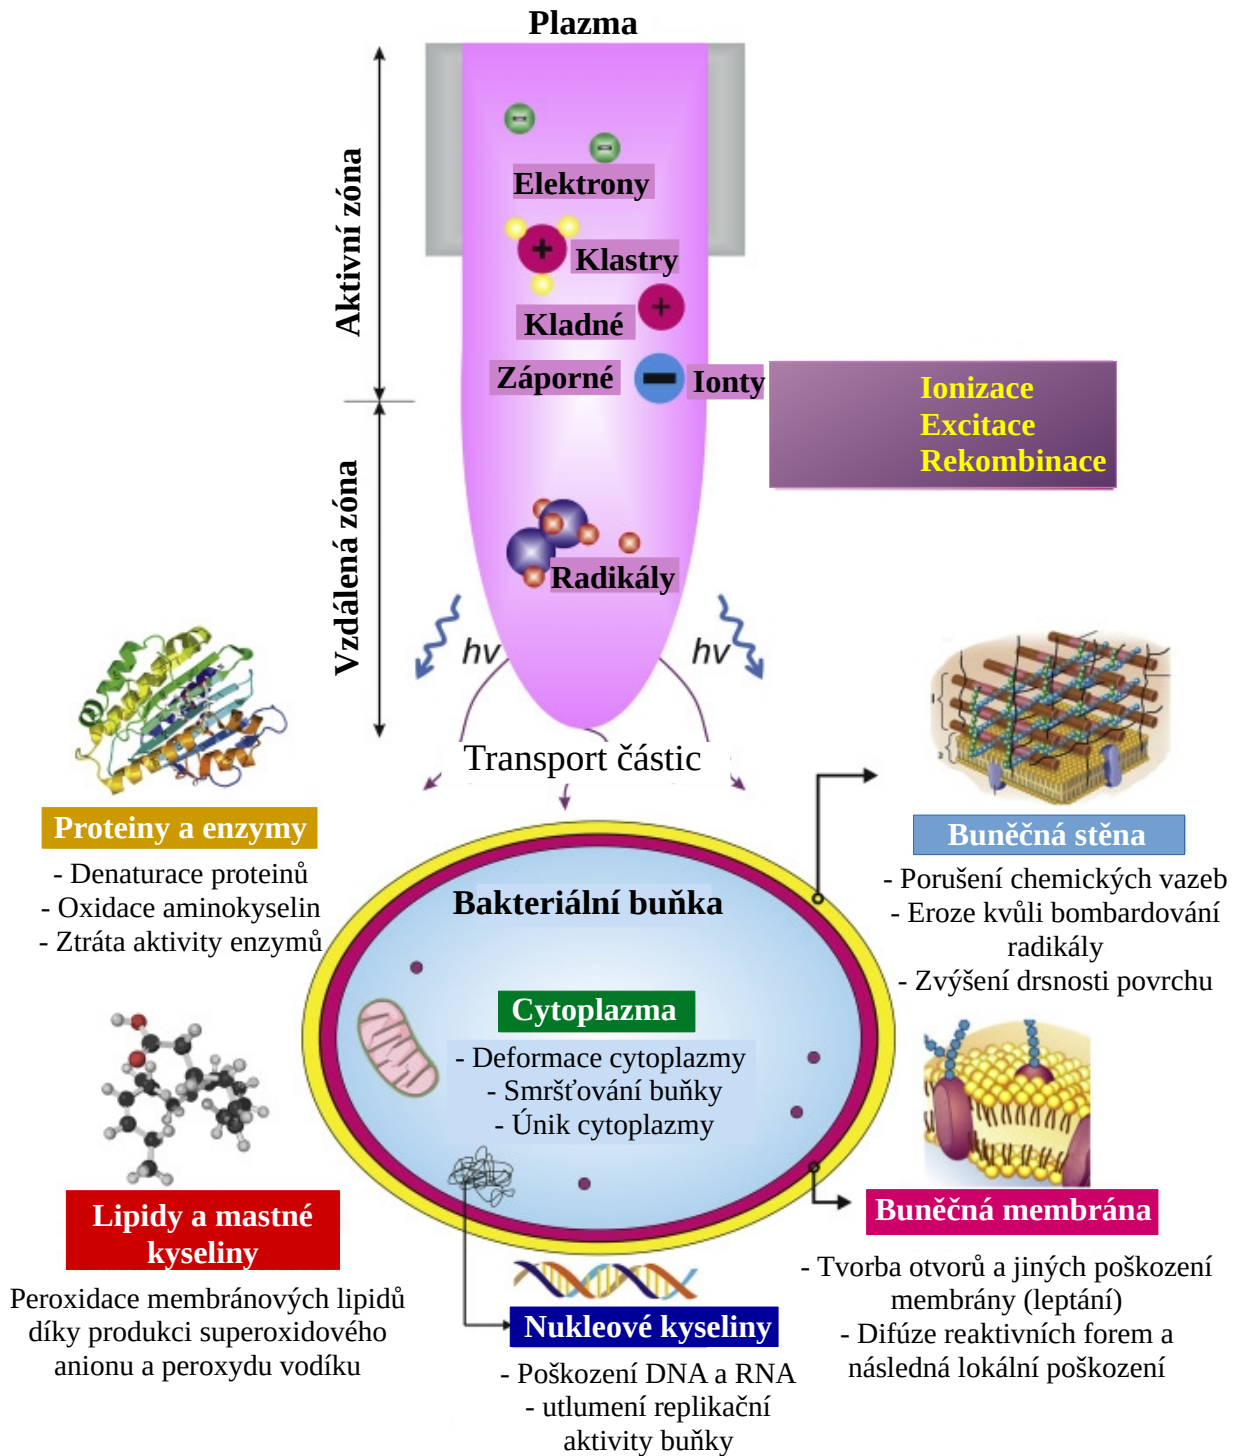 Plazma
Aktivní zóna
Elektrony
Klastry
Kladné
Záporné
Ionty
Ionizace
Excitace
Rekombinace
Vzdálená zóna
Radikály
hν
hν
Transport částic
Proteiny a enzymy
- Denaturace proteinů
- Oxidace aminokyselin
- Ztráta aktivity enzymů
Buněčná stěna
- Porušení chemických vazeb
- Eroze kvůli bombardování
radikály
- Zvýšení drsnosti povrchu
Bakteriální buňka
Cytoplazma
- Deformace cytoplazmy
- Smršťování buňky
- Únik cytoplazmy
Lipidy a mastné
kyseliny
Peroxidace membránových lipidů
díky produkci superoxidového
anionu a peroxydu vodíku
Buněčná membrána
- Tvorba otvorů a jiných poškození
membrány (leptání)
- Difúze reaktivních forem a
následná lokální poškození
Nukleové kyseliny
- Poškození DNA a RNA
- utlumení replikační
aktivity buňky